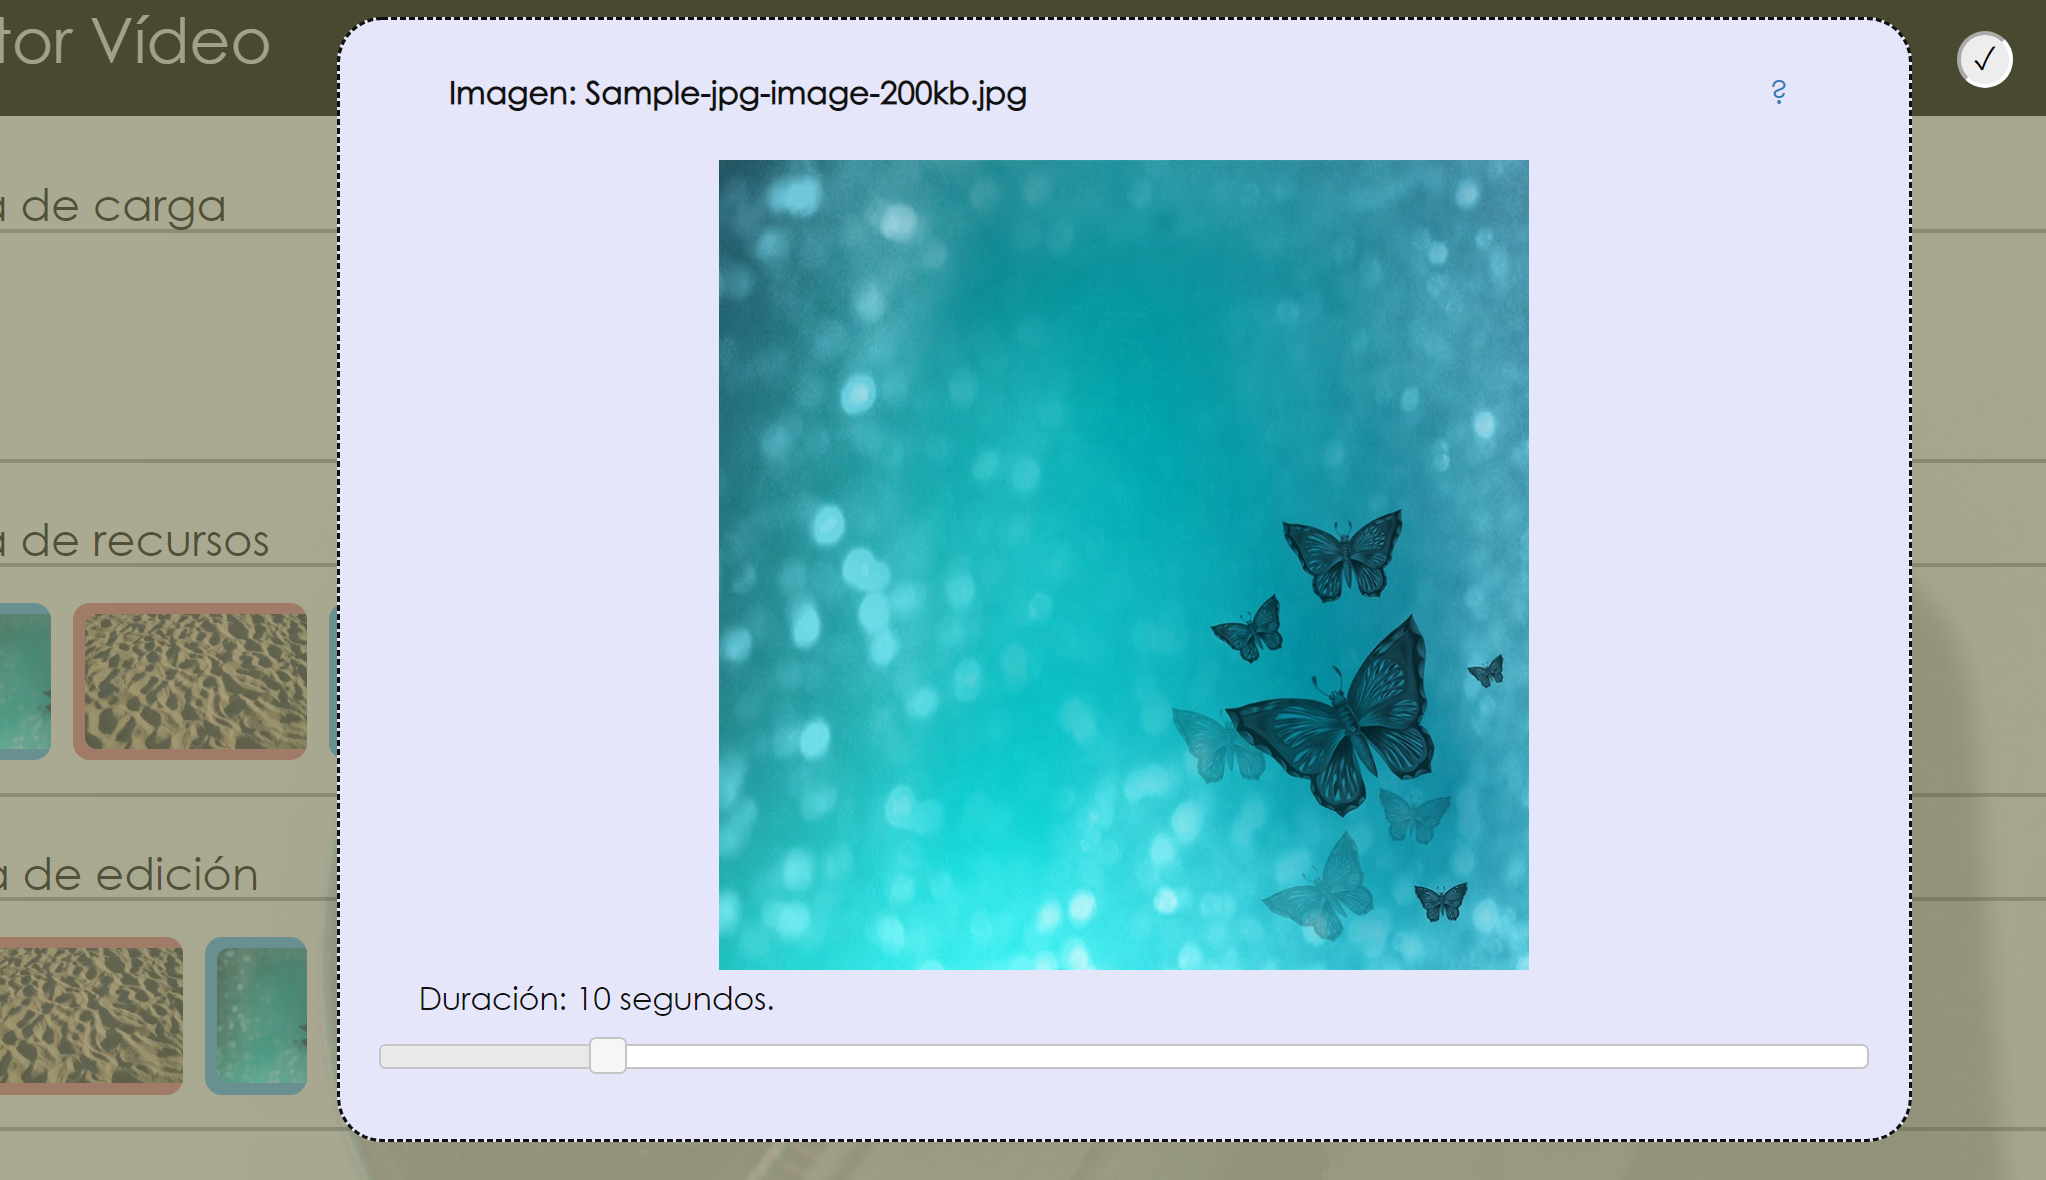 tor Vídeo
✓
Imagen: Sample-jpg-image-200kb.jpg
?
a de carga
a de recursos
a de edición
Duración: 10 segundos.